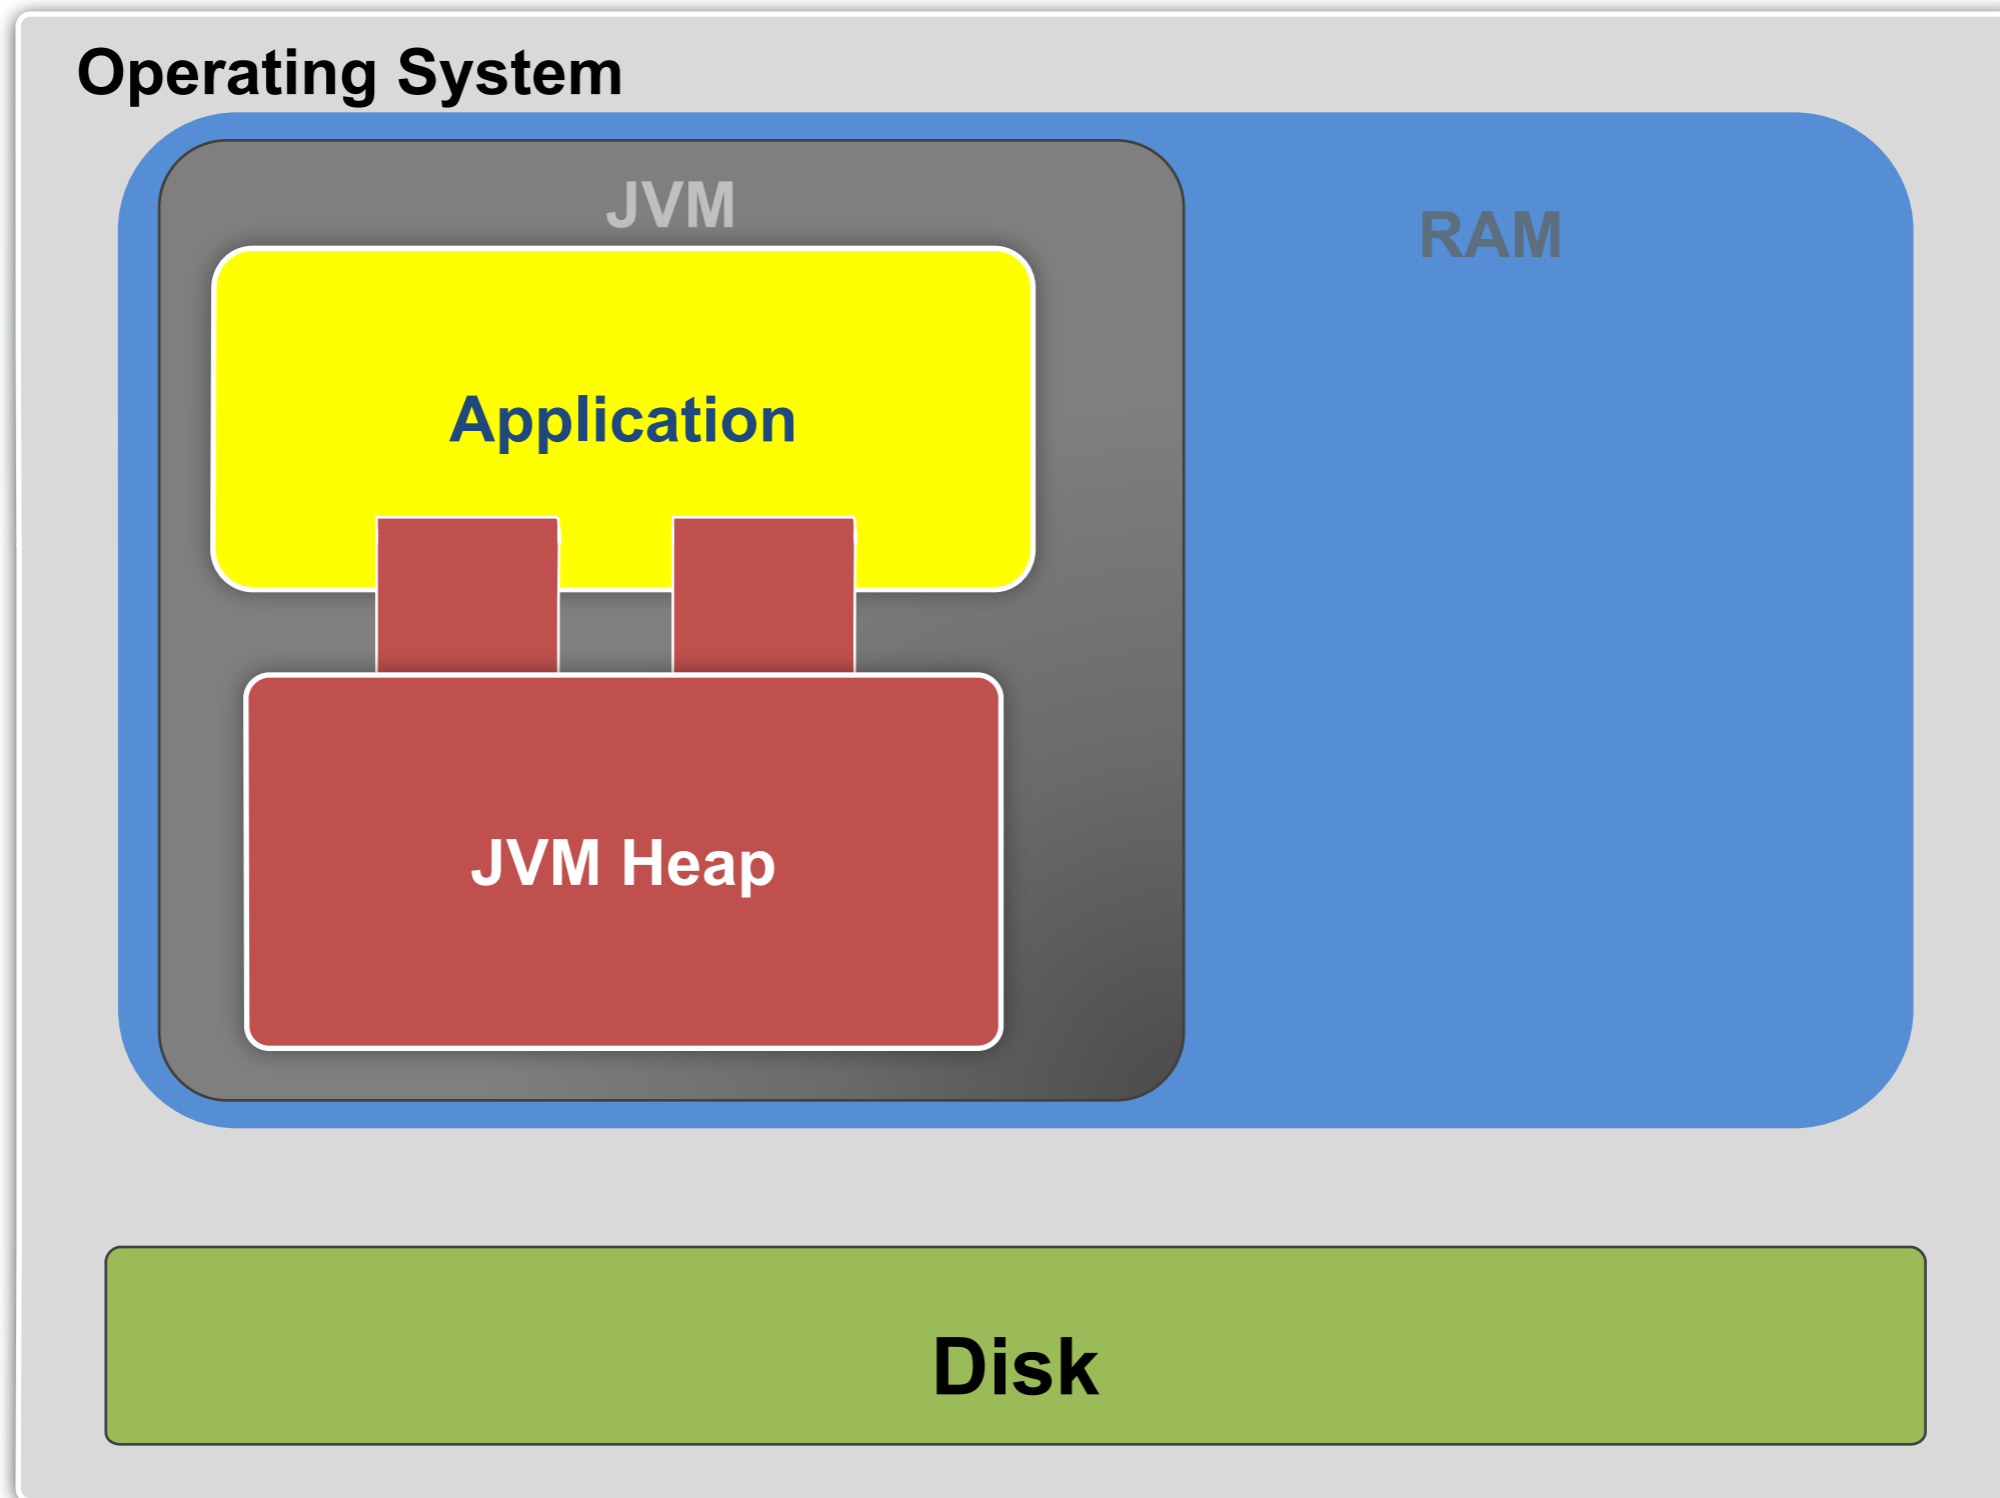 Operating System
JVM
RAM
Application
JVM Heap
Disk